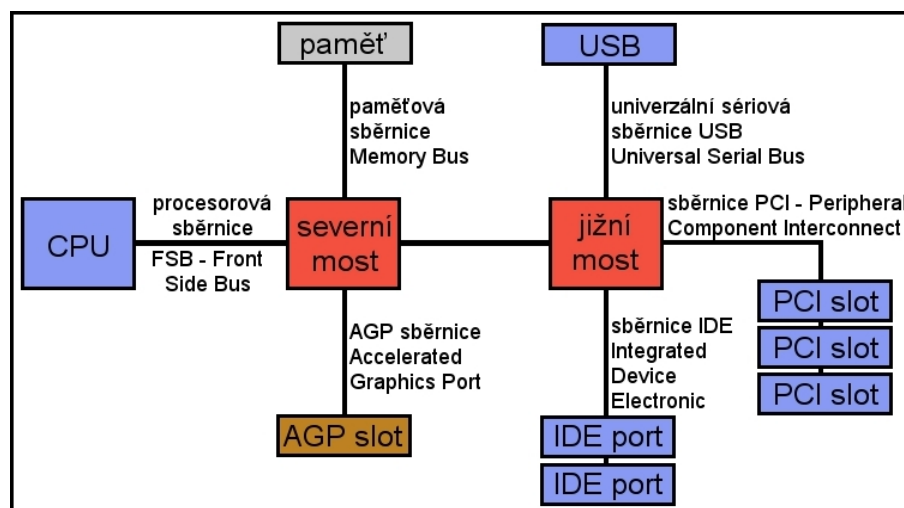 paměť
USB
paměťová
sběrnice
Memory Bus
univerzální sériová
sběrnice USB
Universal Serial Bus
CPU
procesorová
sběrnice
FSB - Front
Side Bus
severní
most
jižní
most
sběrnice PCI - Peripheral
Component Interconnect
PCI slot
PCI slot
PCI slot
AGP sběrnice
Accelerated
Graphics Port
sběrnice IDE
Integrated
Device
Electronic
AGP slot
IDE port
IDE port